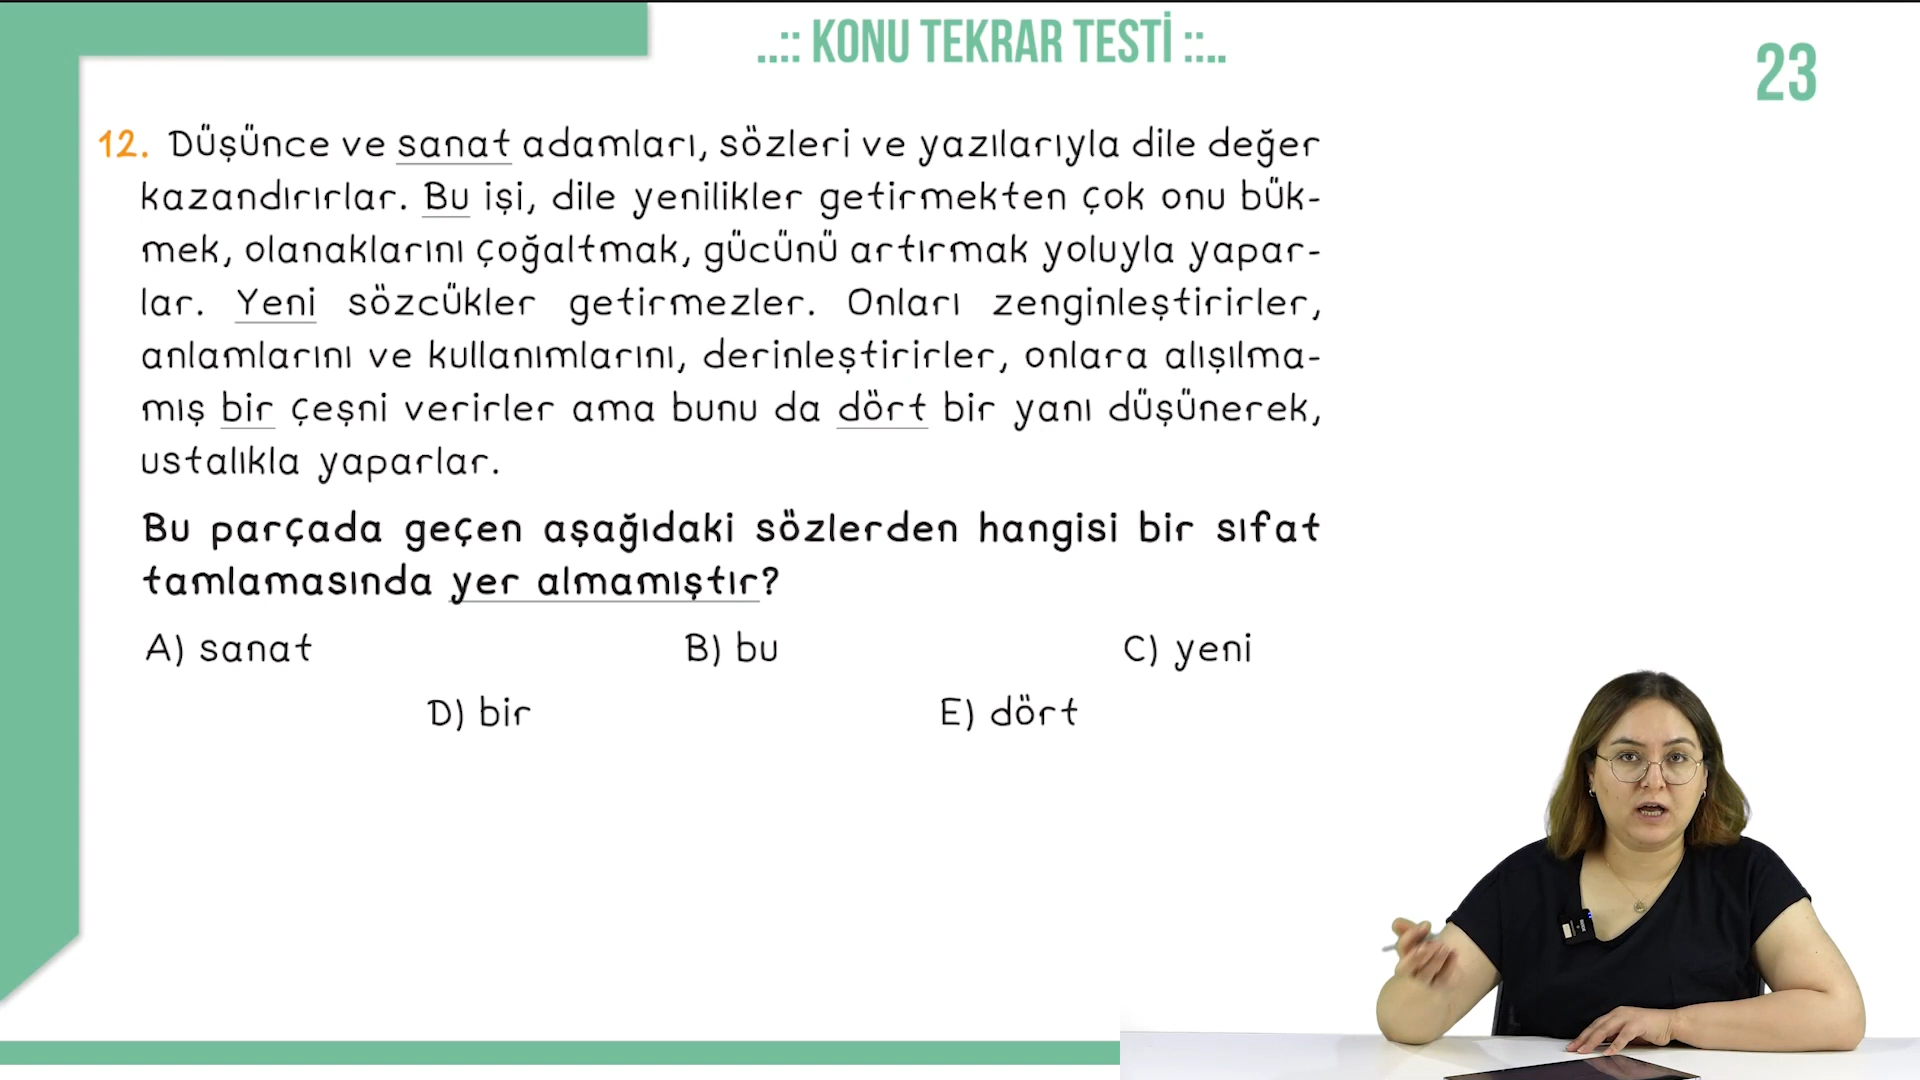 ..:: KONU TEKRAR TESTİ ::..
23
12. Düşünce ve sanat adamları, sözleri ve yazılarıyla dile değer
kazandırırlar. Bu işi, dile yenilikler getirmekten çok onu bük-
mek, olanaklarını çoğaltmak, gücünü artırmak yoluyla yapar-
lar. Yeni sözcükler getirmezler. Onları zenginleştirirler,
anlamlarını ve kullanımlarını, derinleştirirler, onlara alışılma-
mış bir çeşni verirler ama bunu da dört bir yanı düşünerek,
ustalıkla yaparlar.
Bu parçada geçen aşağıdaki sözlerden hangisi bir sıfat
tamlamasında yer almamıştır?
A) sanat B) bu C) yeni
D) bir E) dört